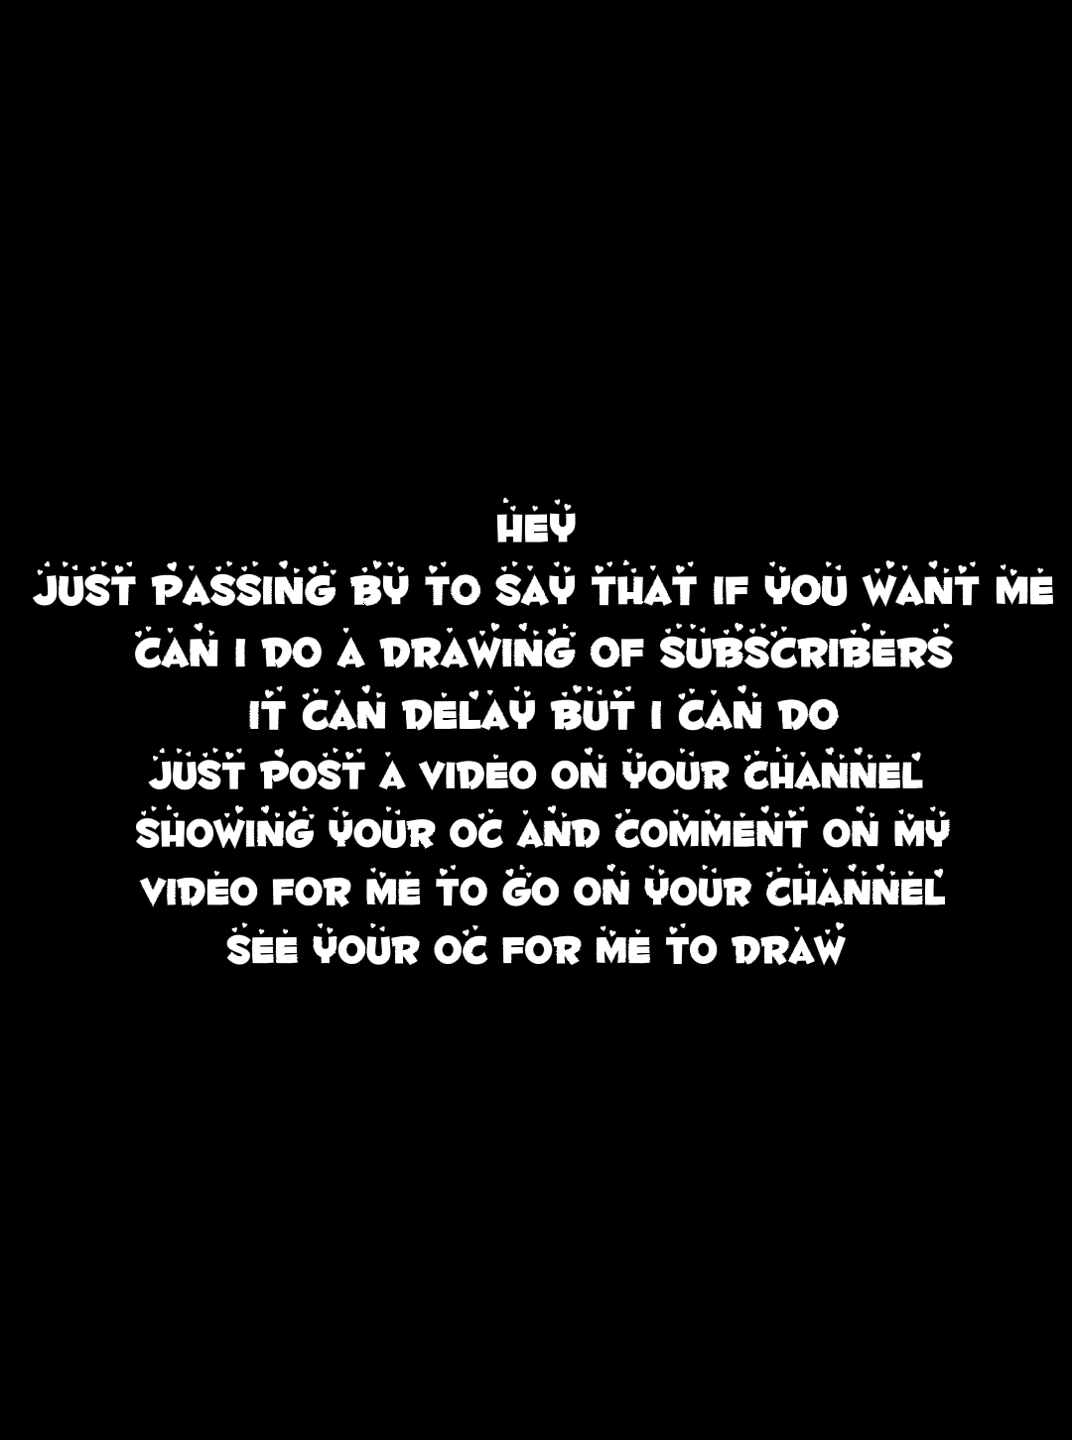 HEY
JUST PASSING BY TO SAY THAT IF YOU WANT ME
CAN I DO A DRAWING OF SUBSCRIBERS
IT CAN DELAY BUT I CAN DO
JUST POST A VIDEO ON YOUR CHANNEL
SHOWING YOUR OC AND COMMENT ON MY
VIDEO FOR ME TO GO ON YOUR CHANNEL
SEE YOUR OC FOR ME TO DRAW